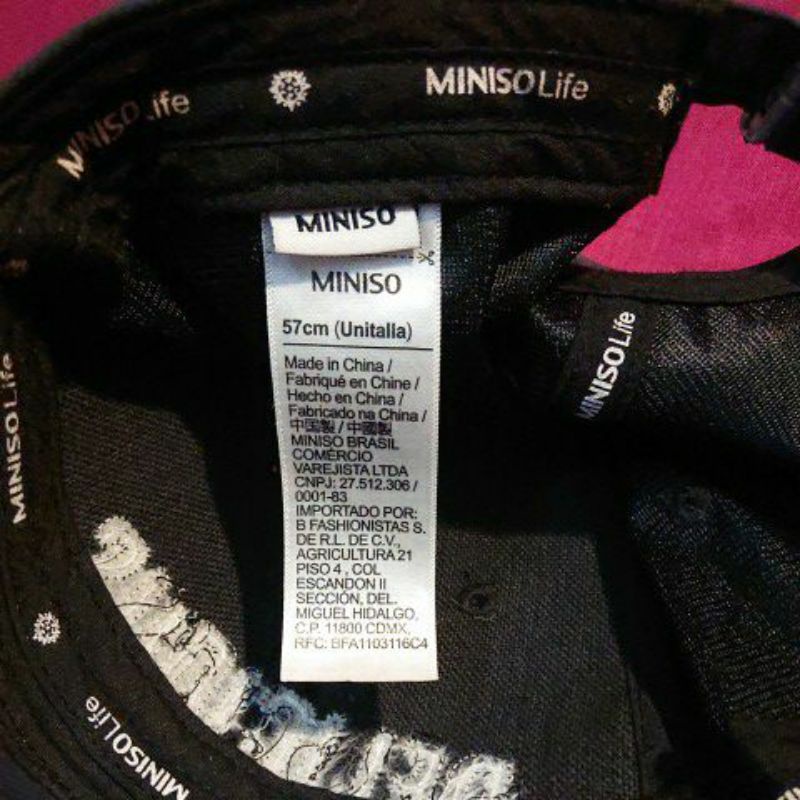 MINISO Life
MINISO Life
MINISO
MINISO
57cm (Unitalla)
Made in China /
Fabriqué en Chine /
Hecho en China /
Fabricado na China /
中国製 / 中國製
MINISO BRASIL
COMÉRCIO
VAREJISTA LTDA
CNPJ: 27.512.306 /
0001-83
IMPORTADO POR:
B FASHIONISTAS S.
DE R.L. DE C.V.,
AGRICULTURA 21
PISO 4 , COL
ESCANDON II
SECCIÓN, DEL.
MIGUEL HIDALGO,
C.P. 11800 CDMX,
RFC: BFA1103116C4
MINISO Life
MINISO Life
MINISO Life